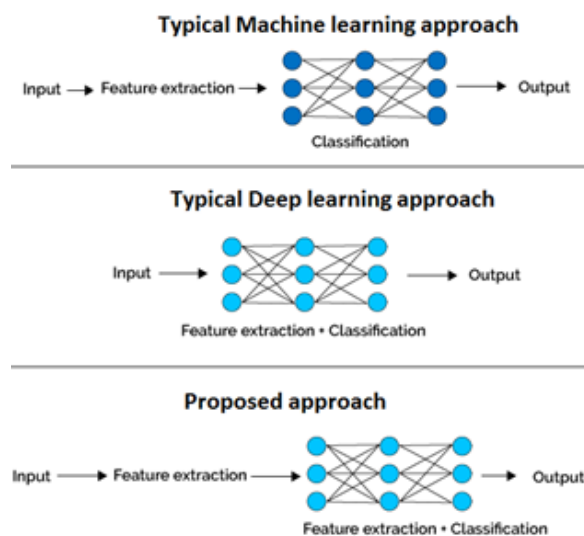 Typical Machine learning approach
Input Feature extraction Output
Classification
Typical Deep learning approach
Input Output
Feature extraction + Classification
Proposed approach
Input Feature extraction Output
Feature extraction + Classification